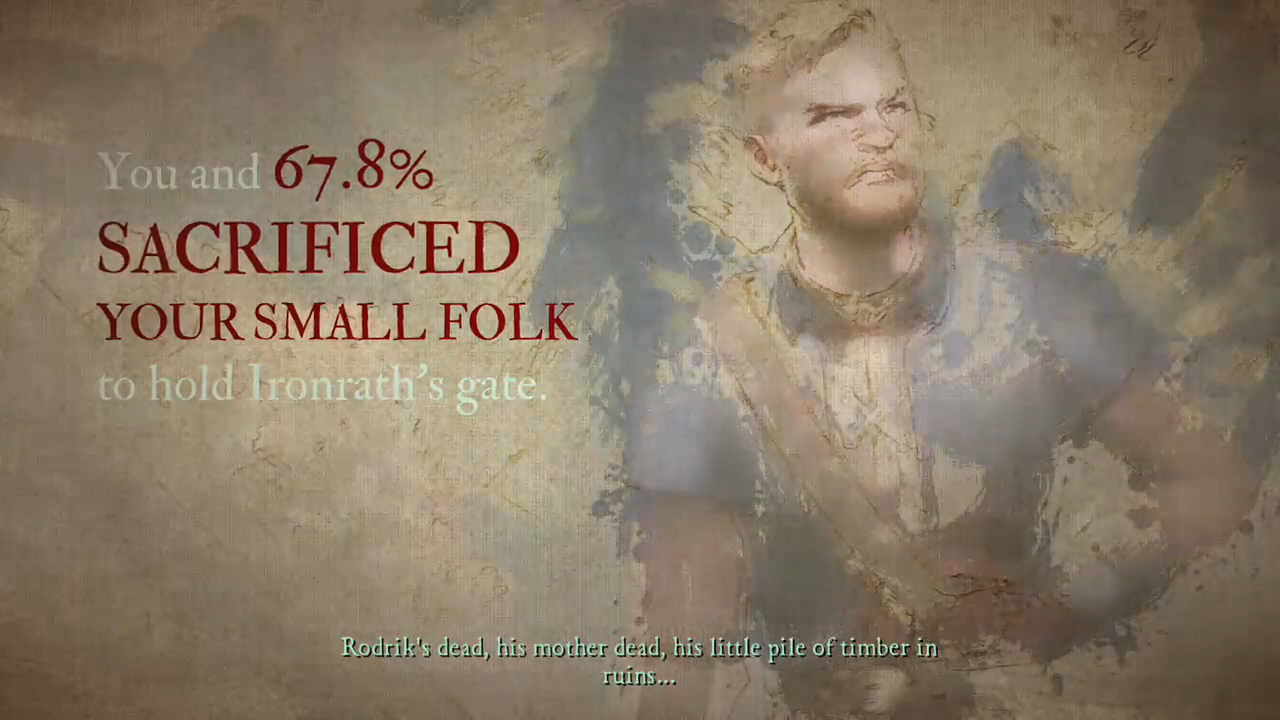 You and 67.8%
SACRIFICED
YOUR SMALL FOLK
to hold Ironrath's gate.
Rodrik's dead, his mother dead, his little pile of timber in
ruins...